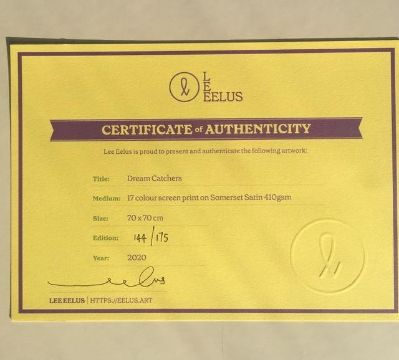 LEE
EELUS
CERTIFICATE of AUTHENTICITY
Lee Eelus is proud to present and authenticate the following artwork:
Title: Dream Catchers
Medium: 17 colour screen print on Somerset Satin 410gsm
Size: 70 x 70 cm
Edition: 144/175
Year: 2020
LEE EELUS | HTTPS://EELUS.ART